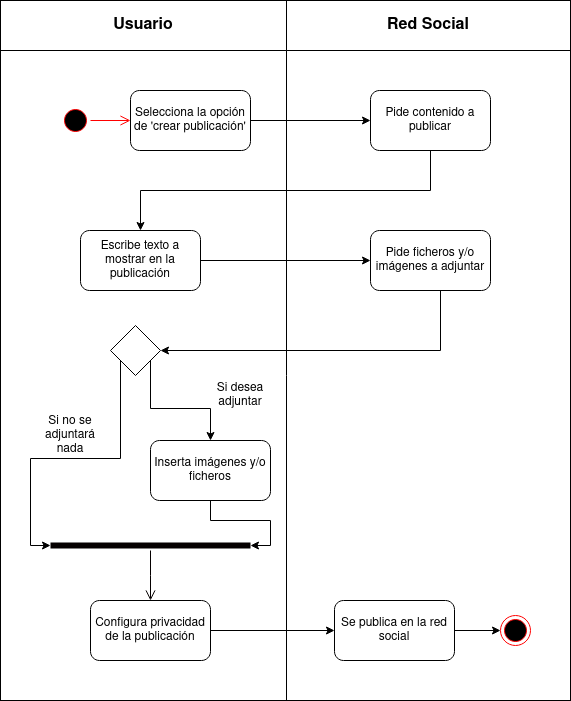 Usuario
Red Social
Selecciona la opción
de 'crear publicación'
Pide contenido a
publicar
Escribe texto a
mostrar en la
publicación
Pide ficheros y/o
imágenes a adjuntar
Si desea
adjuntar
Si no se
adjuntará
nada
Inserta imágenes y/o
ficheros
Configura privacidad
de la publicación
Se publica en la red
social